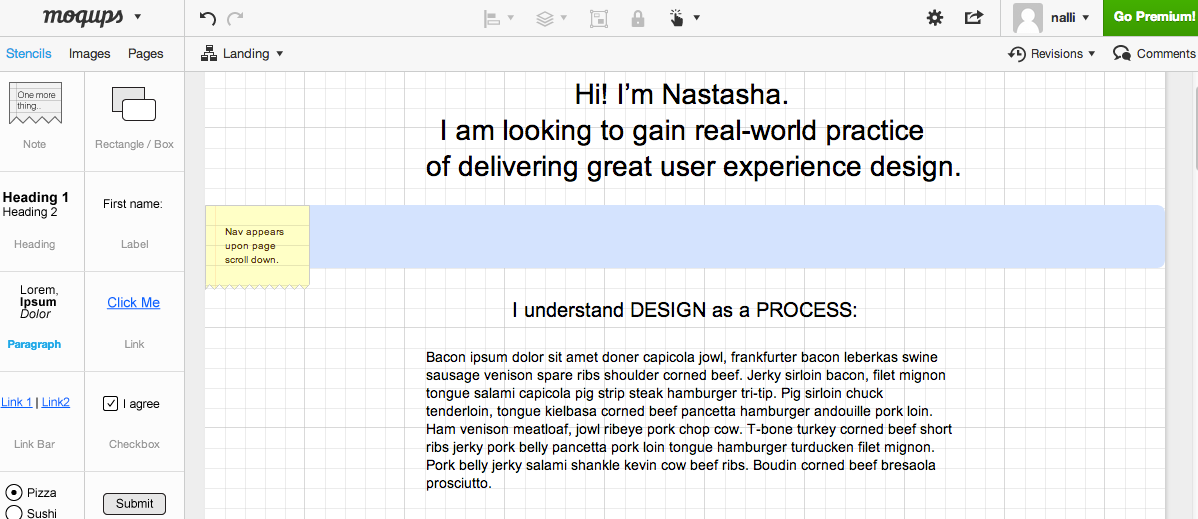 moqups
nalli
Go Premium!
Stencils Images Pages
Landing
Revisions
Comments
One more
thing..
Note
Rectangle / Box
Heading 1
Heading 2
Heading
First name:
Label
Lorem,
Ipsum
Dolor
Paragraph
Click Me
Link
Link 1 | Link2
Link Bar
I agree
Checkbox
Pizza
Sushi
Submit
Hi! I’m Nastasha.
I am looking to gain real-world practice
of delivering great user experience design.
Nav appears
upon page
scroll down.
I understand DESIGN as a PROCESS:
Bacon ipsum dolor sit amet doner capicola jowl, frankfurter bacon leberkas swine
sausage venison spare ribs shoulder corned beef. Jerky sirloin bacon, filet mignon
tongue salami capicola pig strip steak hamburger tri-tip. Pig sirloin chuck
tenderloin, tongue kielbasa corned beef pancetta hamburger andouille pork loin.
Ham venison meatloaf, jowl ribeye pork chop cow. T-bone turkey corned beef short
ribs jerky pork belly pancetta pork loin tongue hamburger turducken filet mignon.
Pork belly jerky salami shankle kevin cow beef ribs. Boudin corned beef bresaola
prosciutto.